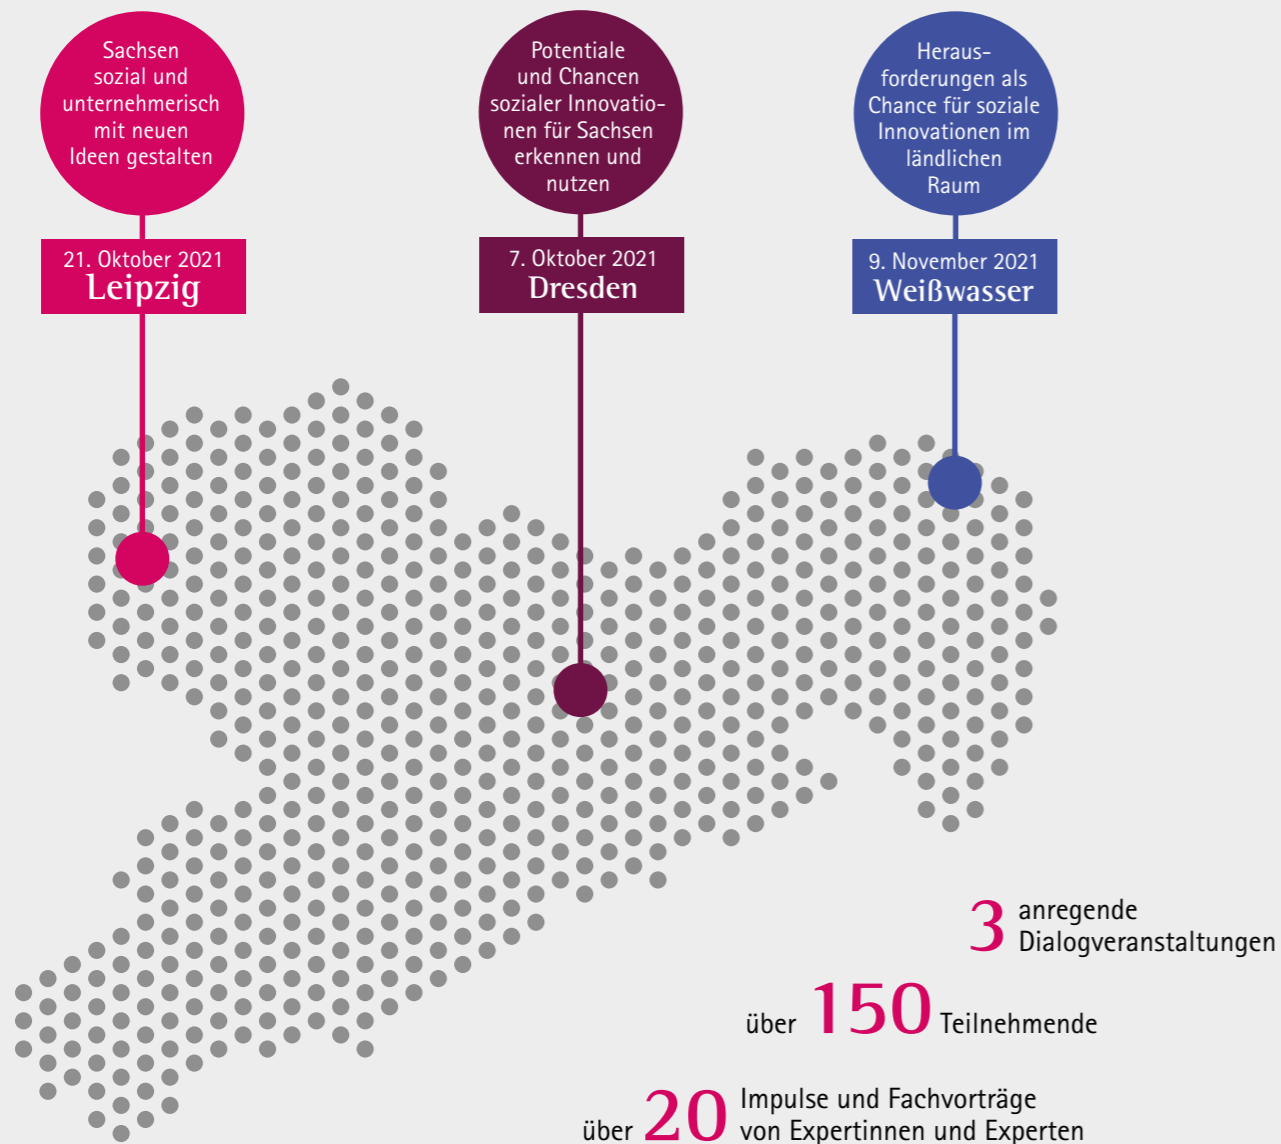 Sachsen
sozial und
unternehmerisch
mit neuen
Ideen gestalten
21. Oktober 2021
Leipzig
Potentiale
und Chancen
sozialer Innovatio-
nen für Sachsen
erkennen und
nutzen
7. Oktober 2021
Dresden
Heraus-
forderungen als
Chance für soziale
Innovationen im
ländlichen
Raum
9. November 2021
Weißwasser
3 anregende
Dialogveranstaltungen
über 150 Teilnehmende
über 20 Impulse und Fachvorträge
von Expertinnen und Experten